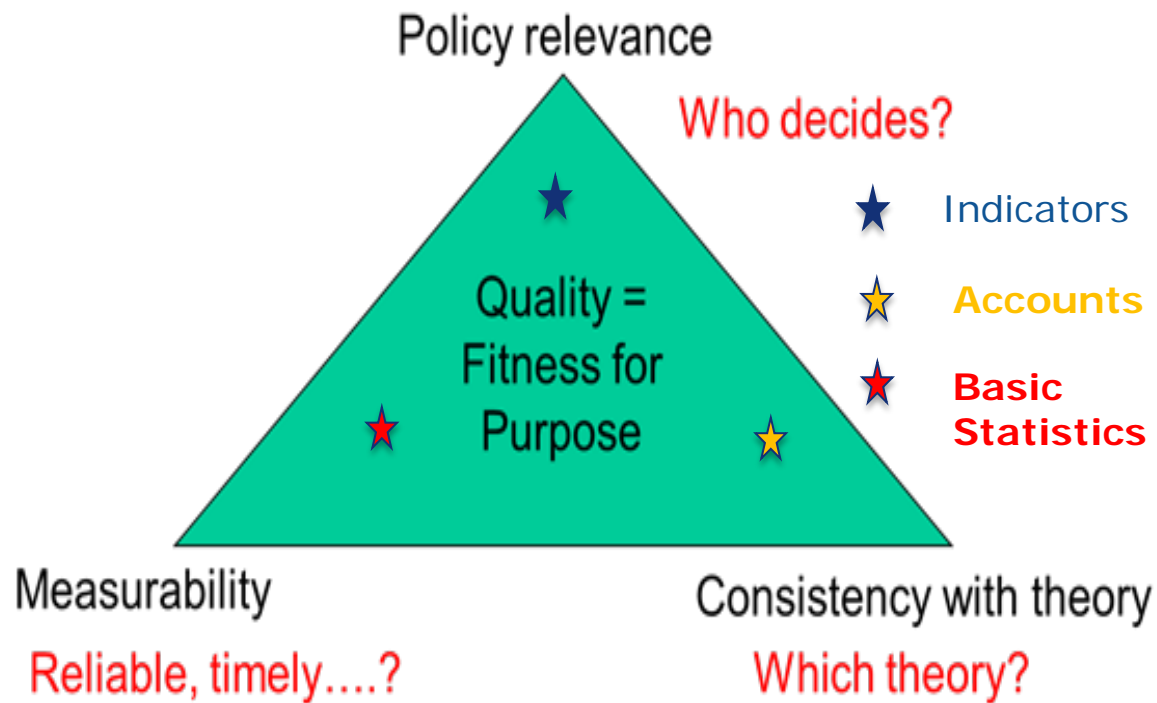 Policy relevance
Who decides?
Indicators
Accounts
Basic
Statistics
Quality =
Fitness for
Purpose
Measurability
Consistency with theory
Reliable, timely....?
Which theory?